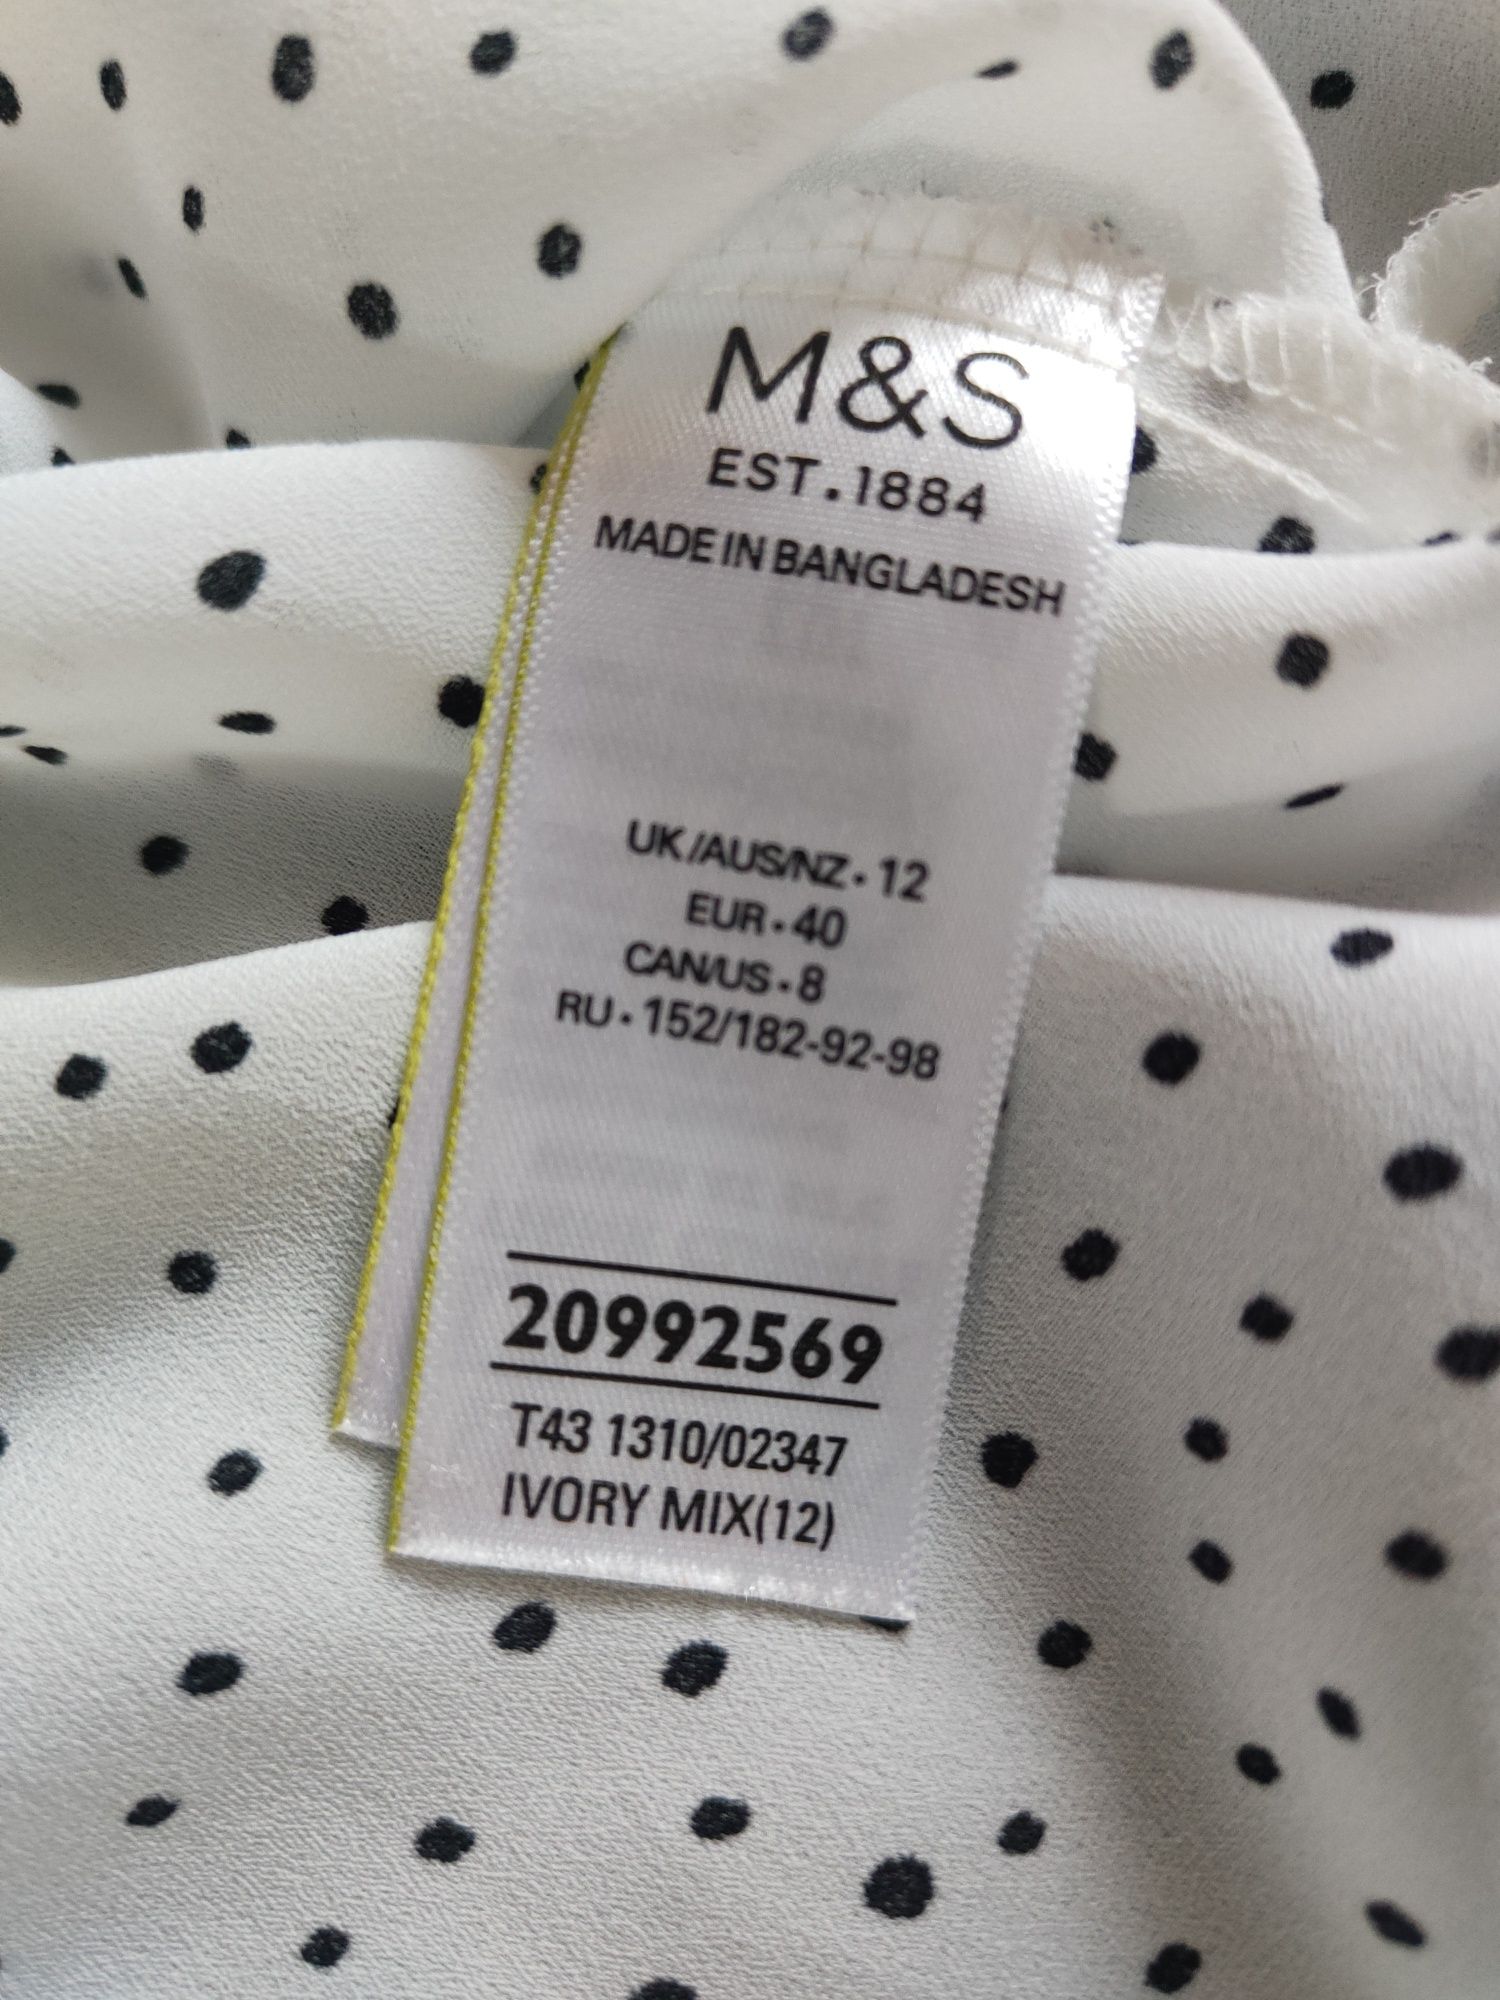 M&S
EST.1884
MADE IN BANGLADESH
UK/AUS/NZ • 12
EUR • 40
CAN/US • 8
RU • 152/182-92-98
20992569
T43 1310/02347
IVORY MIX(12)